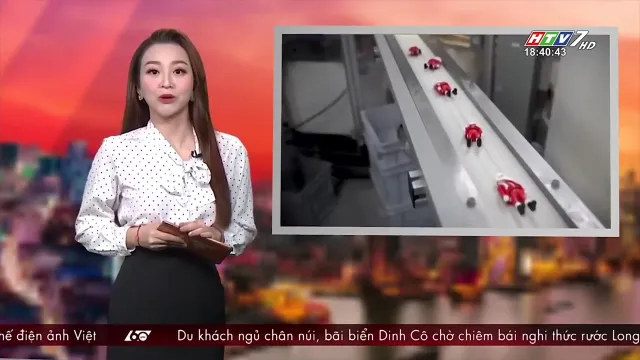 HTV7 HD
18:40:43
hế điện ảnh Việt 60 Du khách ngủ chân núi, bãi biển Dinh Cô chờ chiêm bái nghi thức rước Long